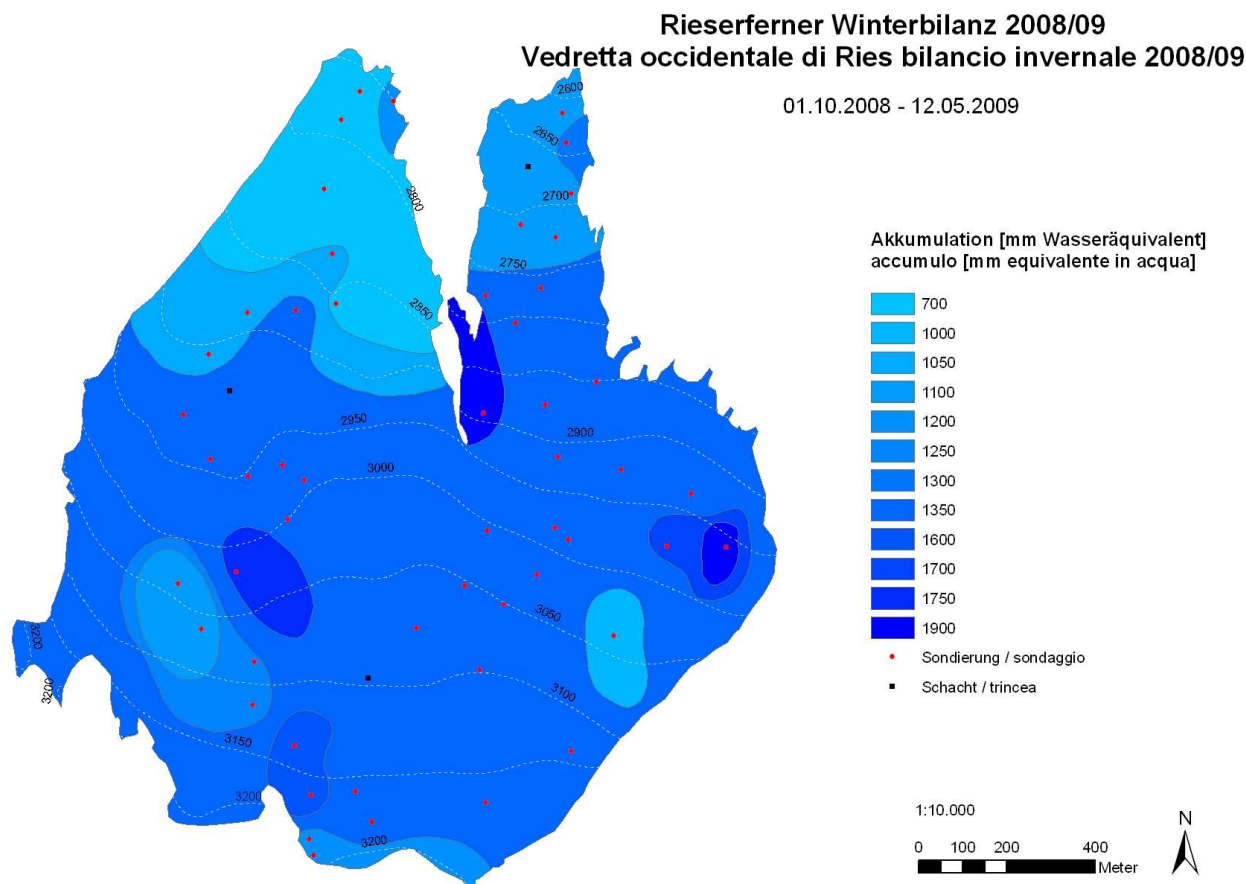 Rieserferner Winterbilanz 2008/09
Vedretta occidentale di Ries bilancio invernale 2008/09
01.10.2008 - 12.05.2009
2600
2650
2700
2750
2800
2850
2900
2950
3000
3050
3100
3150
3200
3200
3200
3200
Akkumulation [mm Wasseräquivalent]
accumulo [mm equivalente in acqua]
700
1000
1050
1100
1200
1250
1300
1350
1600
1700
1750
1900
Sondierung / sondaggio
Schacht / trincea
1:10.000
0 100 200 400
Meter
N